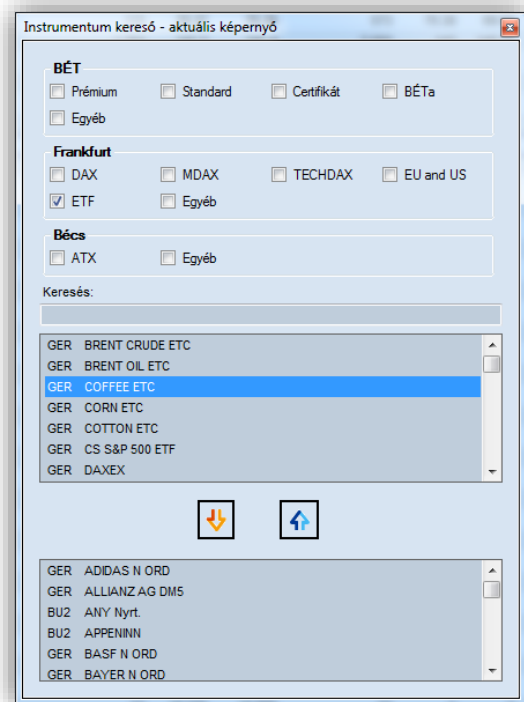 Instrumentum kereső - aktuális képernyő
BÉT
Prémium Standard Certifikát BÉTa
Egyéb
Frankfurt
DAX MDAX TECHDAX EU and US
ETF Egyéb
Bécs
ATX Egyéb
Keresés:
GER BRENT CRUDE ETC
GER BRENT OIL ETC
GER COFFEE ETC
GER CORN ETC
GER COTTON ETC
GER CS S&P 500 ETF
GER DAXEX
GER ADIDAS N ORD
GER ALLIANZ AG DM5
BU2 ANY Nyrt.
BU2 APPENINN
GER BASF N ORD
GER BAYER N ORD